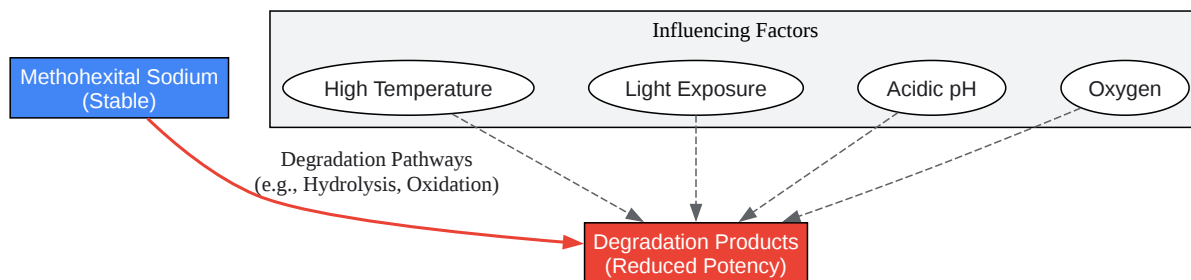 Influencing Factors
Methohexital Sodium
(Stable)
High Temperature
Light Exposure
Acidic pH
Oxygen
Degradation Pathways
(e.g., Hydrolysis, Oxidation)
Degradation Products
(Reduced Potency)